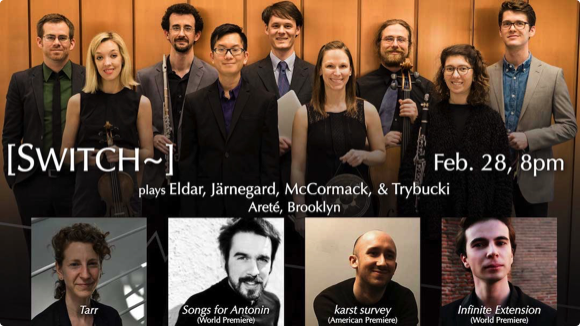 [SWITCH~]
Feb. 28, 8pm
plays Eldar, Järnegard, McCormack, & Trybucki
Areté, Brooklyn
Tarr
Songs for Antonin
(World Premiere)
karst survey
(American Premiere)
Infinite Extension
(World Premiere)